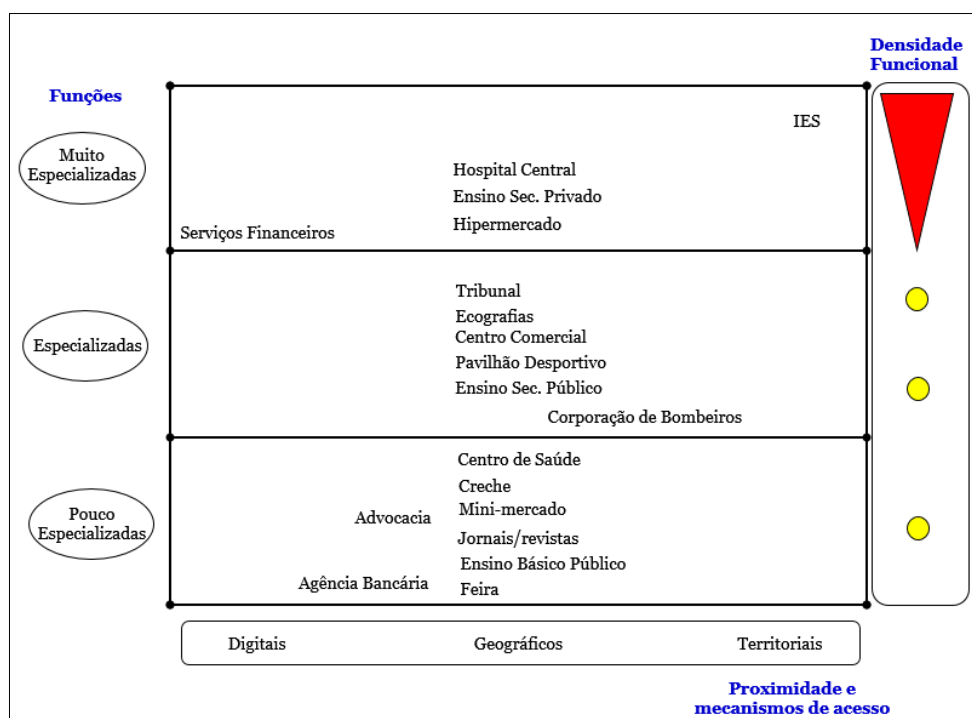 Densidade
Funcional
Funções
Muito
Especializadas
IES
Hospital Central
Ensino Sec. Privado
Hipermercado
Serviços Financeiros
Especializadas
Tribunal
Ecografias
Centro Comercial
Pavilhão Desportivo
Ensino Sec. Público
Corporação de Bombeiros
Pouco
Especializadas
Centro de Saúde
Creche
Mini-mercado
Advocacia
Jornais/revistas
Ensino Básico Público
Agência Bancária
Feira
Digitais
Geográficos
Territoriais
Proximidade e
mecanismos de acesso